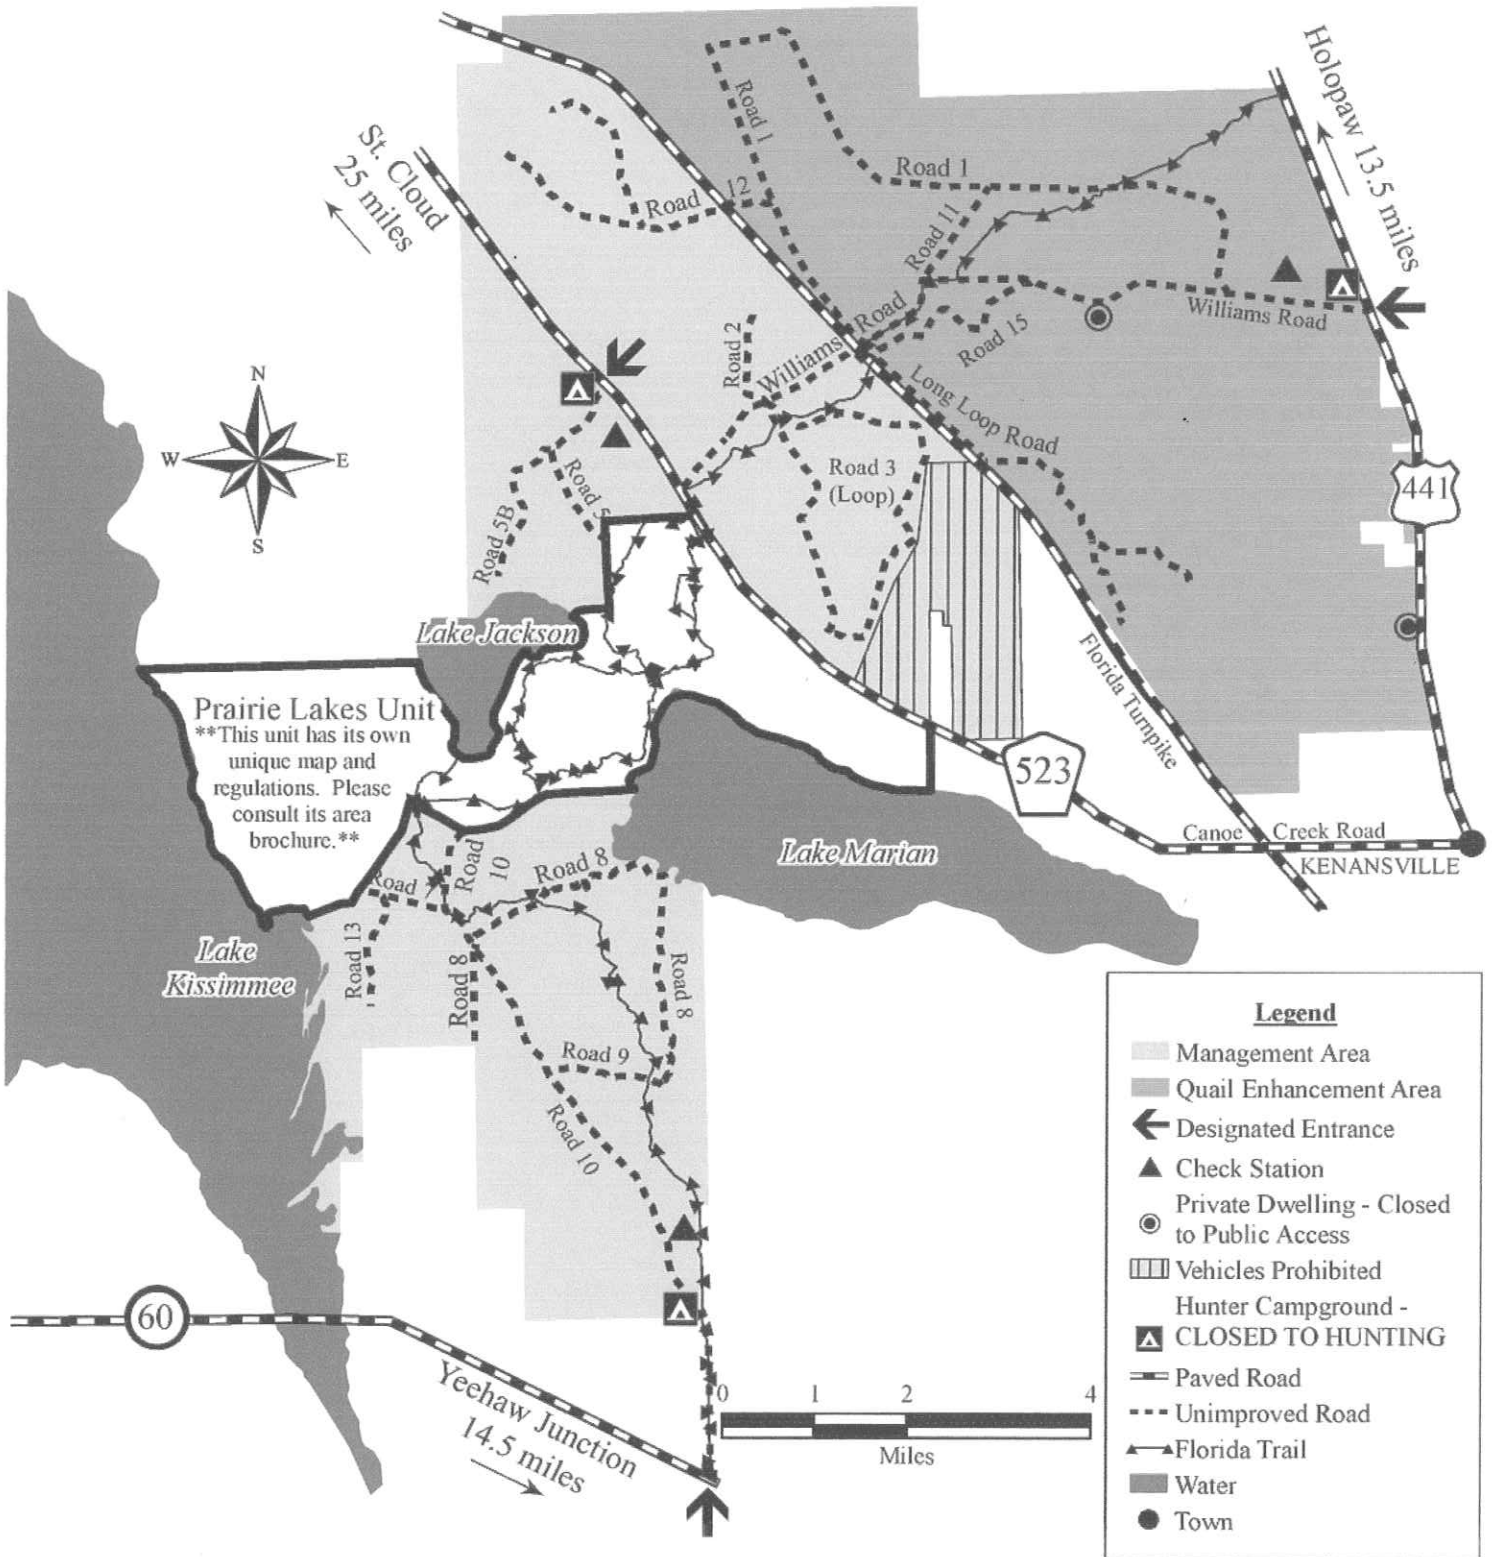 Holopaw 13.5 miles
St. Cloud
25 miles
Road 1
Road 1
Road 12
Road 11
Williams Road
Williams Road
Road 15
Road 2
Long Loop Road
Road 3
(Loop)
Road 5
Road 5B
N
W
E
S
441
Lake Jackson
Prairie Lakes Unit
**This unit has its own
unique map and
regulations. Please
consult its area
brochure.**
Florida Turnpike
523
Canoe Creek Road
KENANSVILLE
Lake Marian
Road 7
Road
10
Road 8
Road 13
Road 8
Road 8
Lake
Kissimmee
Road 9
Road 10
60
Yeehaw Junction
14.5 miles
0 1 2 4
Miles
Legend
Management Area
Quail Enhancement Area
Designated Entrance
Check Station
Private Dwelling - Closed
to Public Access
Vehicles Prohibited
Hunter Campground -
CLOSED TO HUNTING
Paved Road
Unimproved Road
Florida Trail
Water
Town